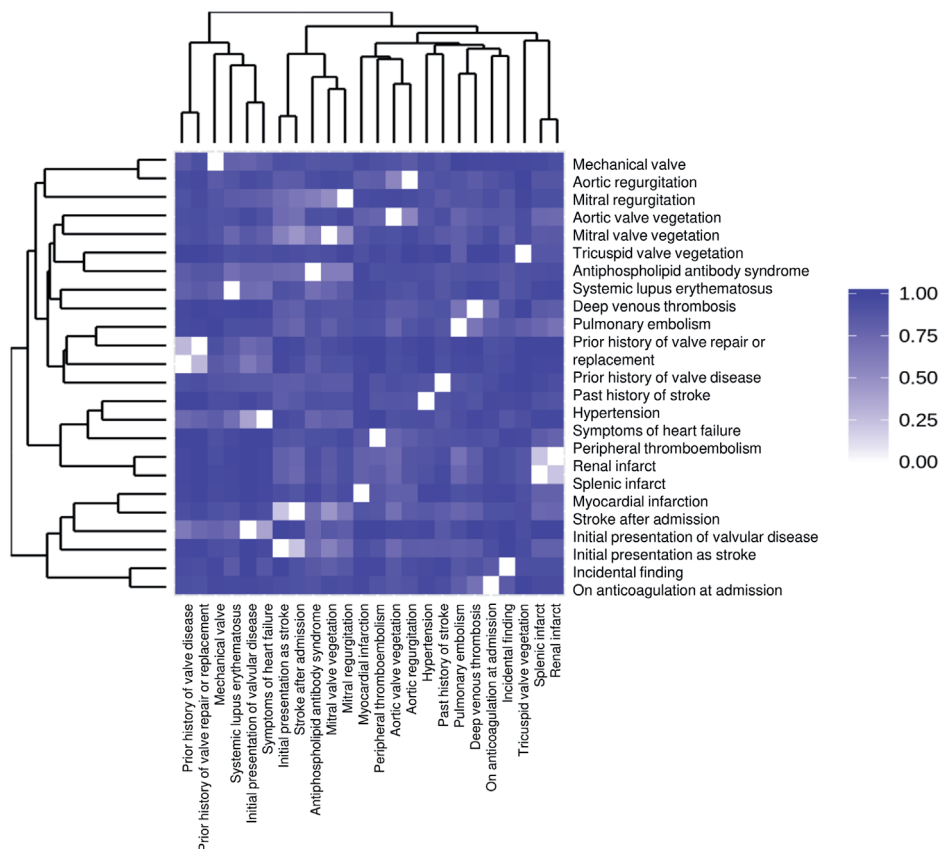 Mechanical valve
Aortic regurgitation
Mitral regurgitation
Aortic valve vegetation
Mitral valve vegetation
Tricuspid valve vegetation
Antiphospholipid antibody syndrome
Systemic lupus erythematosus
Deep venous thrombosis
Pulmonary embolism
Prior history of valve repair or
replacement
Prior history of valve disease
Past history of stroke
Hypertension
Symptoms of heart failure
Peripheral thromboembolism
Renal infarct
Splenic infarct
Myocardial infarction
Stroke after admission
Initial presentation of valvular disease
Initial presentation as stroke
Incidental finding
On anticoagulation at admission
1.00
0.75
0.50
0.25
0.00
Prior history of valve disease
Prior history of valve repair or replacement
Mechanical valve
Systemic lupus erythematosus
Initial presentation of valvular disease
Symptoms of heart failure
Initial presentation as stroke
Stroke after admission
Antiphospholipid antibody syndrome
Mitral valve vegetation
Mitral regurgitation
Myocardial infarction
Peripheral thromboembolism
Aortic valve vegetation
Aortic regurgitation
Hypertension
Past history of stroke
Pulmonary embolism
Deep venous thrombosis
On anticoagulation at admission
Incidental finding
Tricuspid valve vegetation
Splenic infarct
Renal infarct